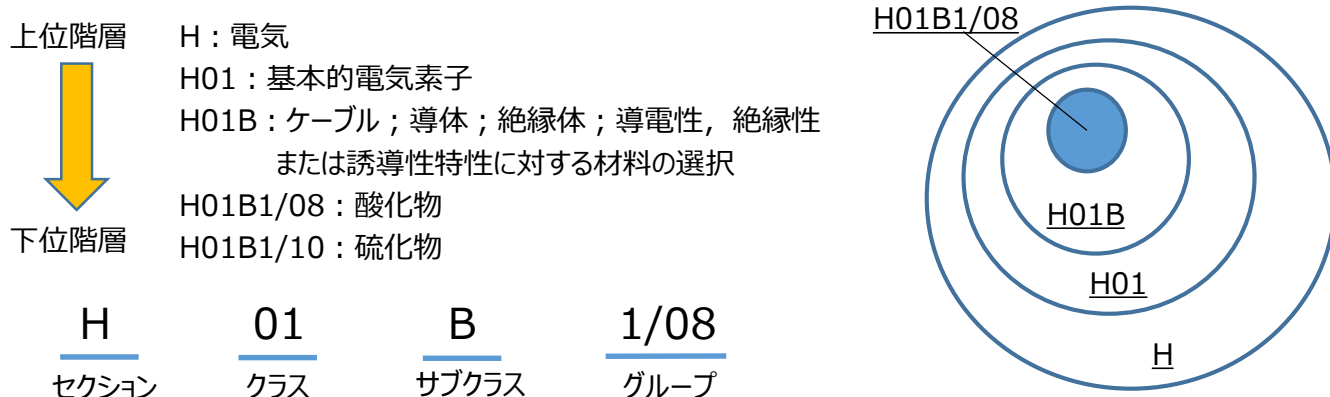 上位階層
H：電気
H01：基本的電気素子
H01B：ケーブル；導体；絶縁体；導電性，絶縁性
または誘導性特性に対する材料の選択
H01B1/08：酸化物
下位階層
H01B1/10：硫化物
H 01 B 1/08
セクション クラス サブクラス グループ
H01B1/08
H01B
H01
H